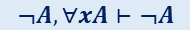 ¬A, ∀xA ⊢ ¬A